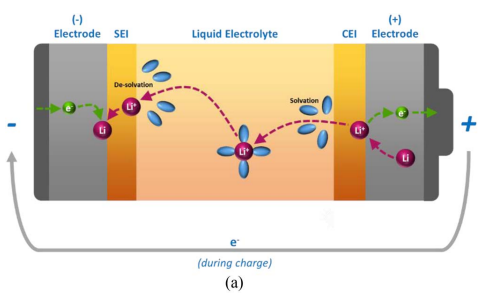 (-)
Electrode
SEI
Liquid Electrolyte
CEI
(+)
Electrode
De-solvation
Solvation
e-
Li
Li⁺
Li⁺
Li⁺
e-
Li
-
+
e-
(during charge)
(a)